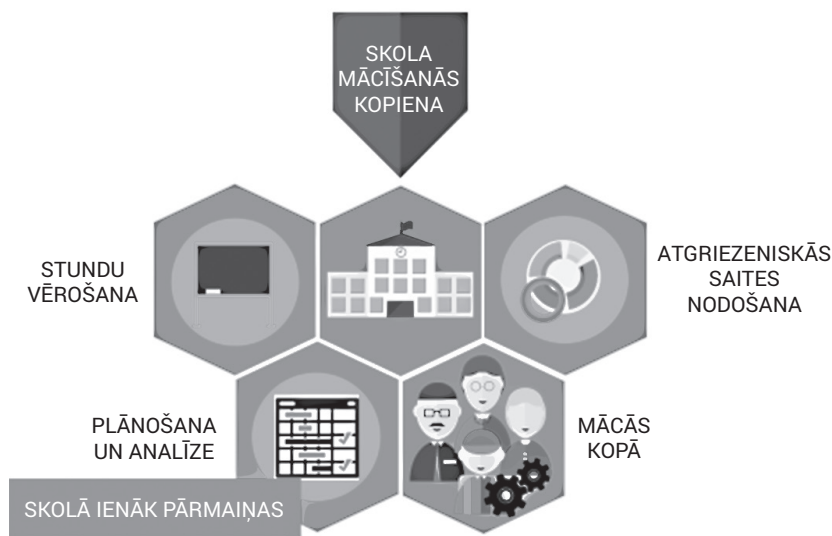 SKOLA
MĀCĪŠANĀS
KOPIENA
STUNDU
VĒROŠANA
ATGRIEZENISKĀS
SAITES
NODOŠANA
PLĀNOŠANA
UN ANALĪZE
MĀCĀS
KOPĀ
SKOLĀ IENĀK PĀRMAIŅAS